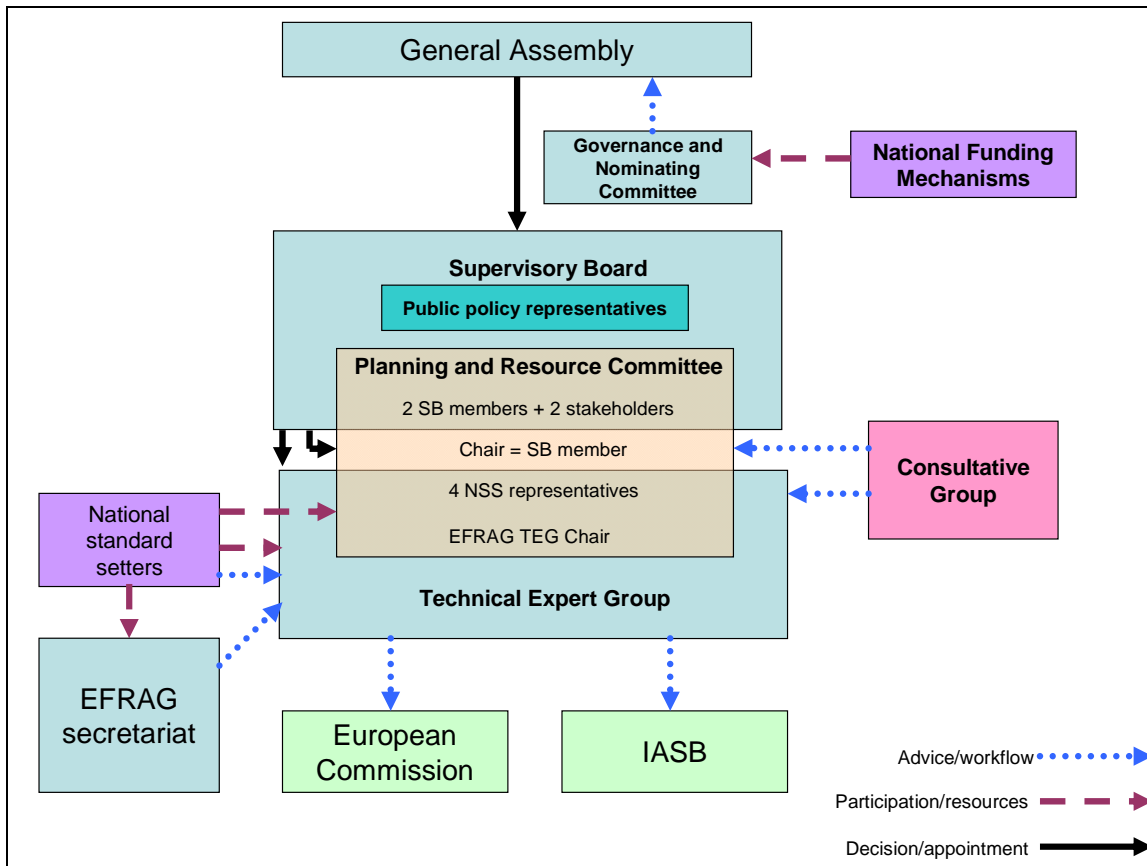 General Assembly
Governance and
Nominating
Committee
National Funding
Mechanisms
Supervisory Board
Public policy representatives
Planning and Resource Committee
2 SB members + 2 stakeholders
Chair = SB member
4 NSS representatives
EFRAG TEG Chair
Consultative
Group
National
standard
setters
Technical Expert Group
EFRAG
secretariat
European
Commission
IASB
Advice/workflow
Participation/resources
Decision/appointment